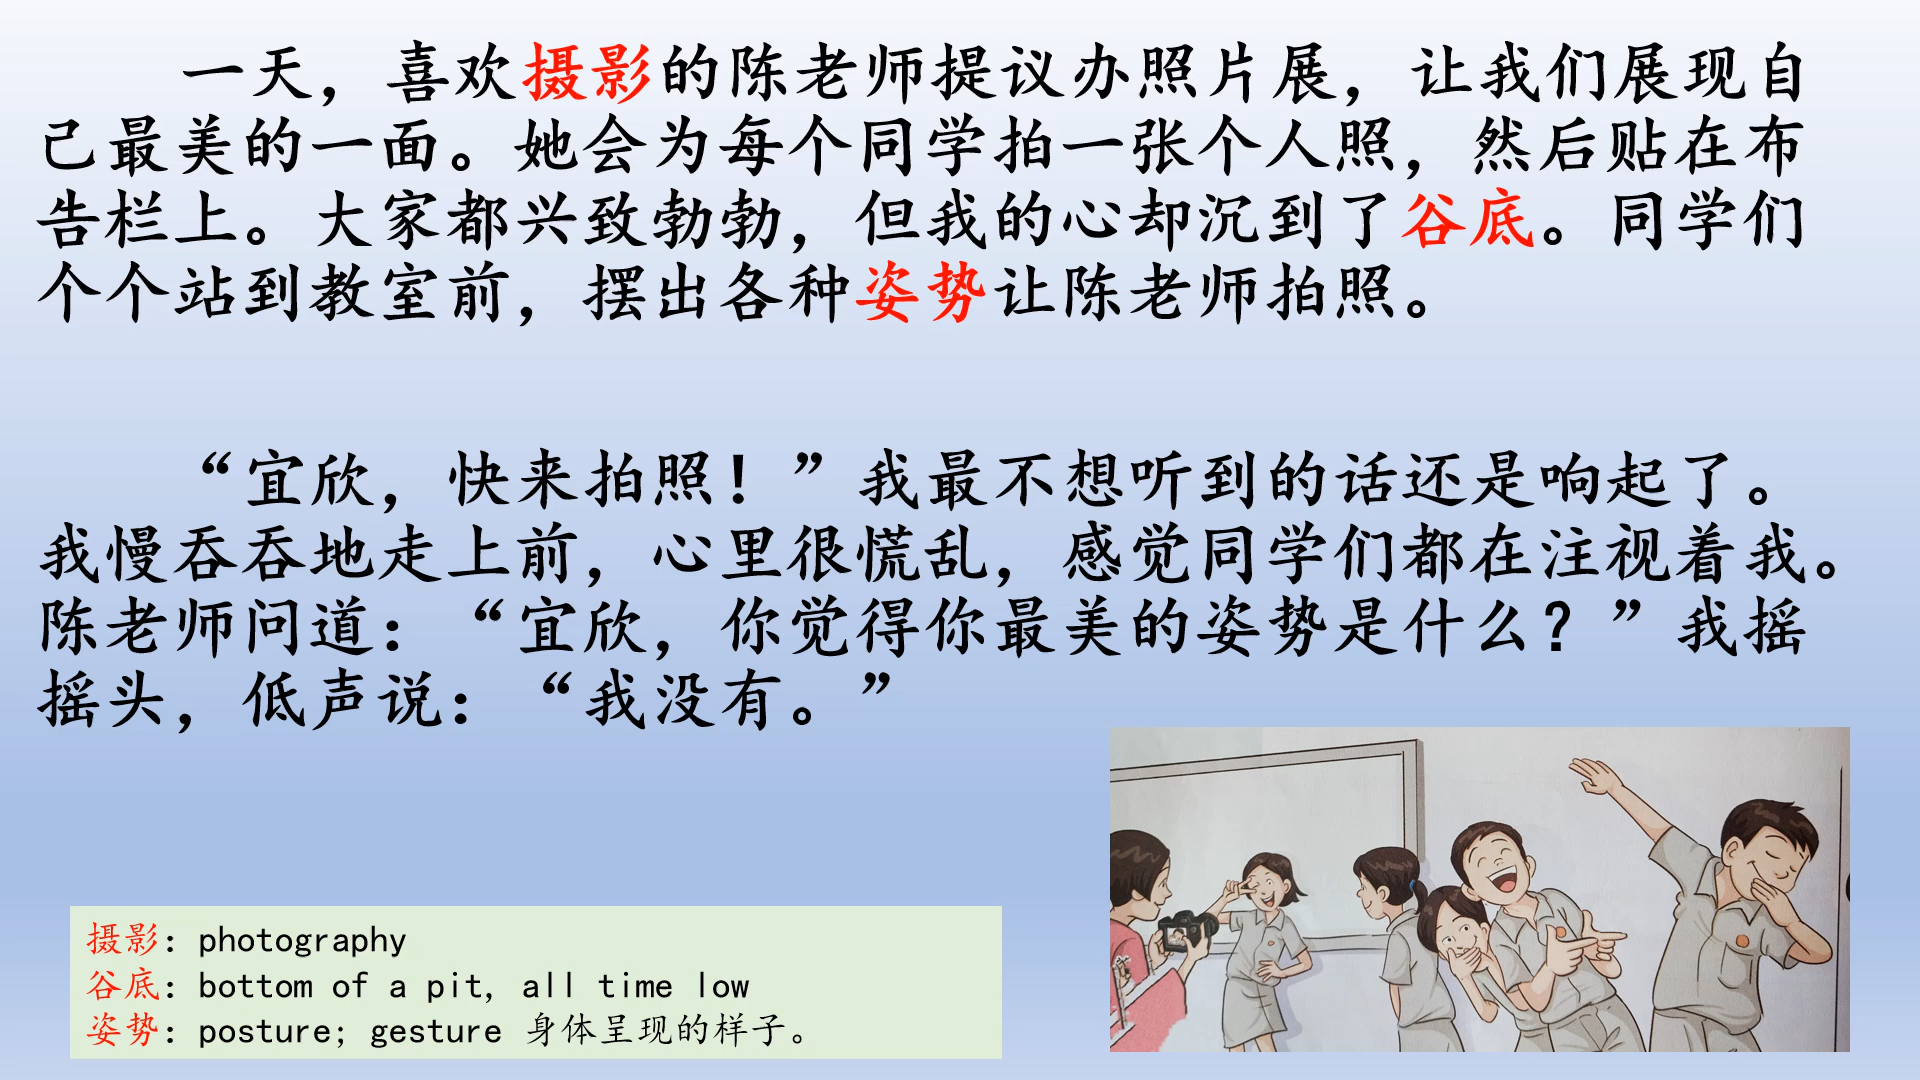 一天，喜欢摄影的陈老师提议办照片展，让我们展现自
己最美的一面。她会为每个同学拍一张个人照，然后贴在布
告栏上。大家都兴致勃勃，但我的心却沉到了谷底。同学们
个个站到教室前，摆出各种姿势让陈老师拍照。
“宜欣，快来拍照！”我最不想听到的话还是响起了。
我慢吞吞地走上前，心里很慌乱，感觉同学们都在注视着我。
陈老师问道：“宜欣，你觉得你最美的姿势是什么？”我摇
摇头，低声说：“我没有。”
摄影：photography
谷底：bottom of a pit, all time low
姿势：posture; gesture 身体呈现的样子。